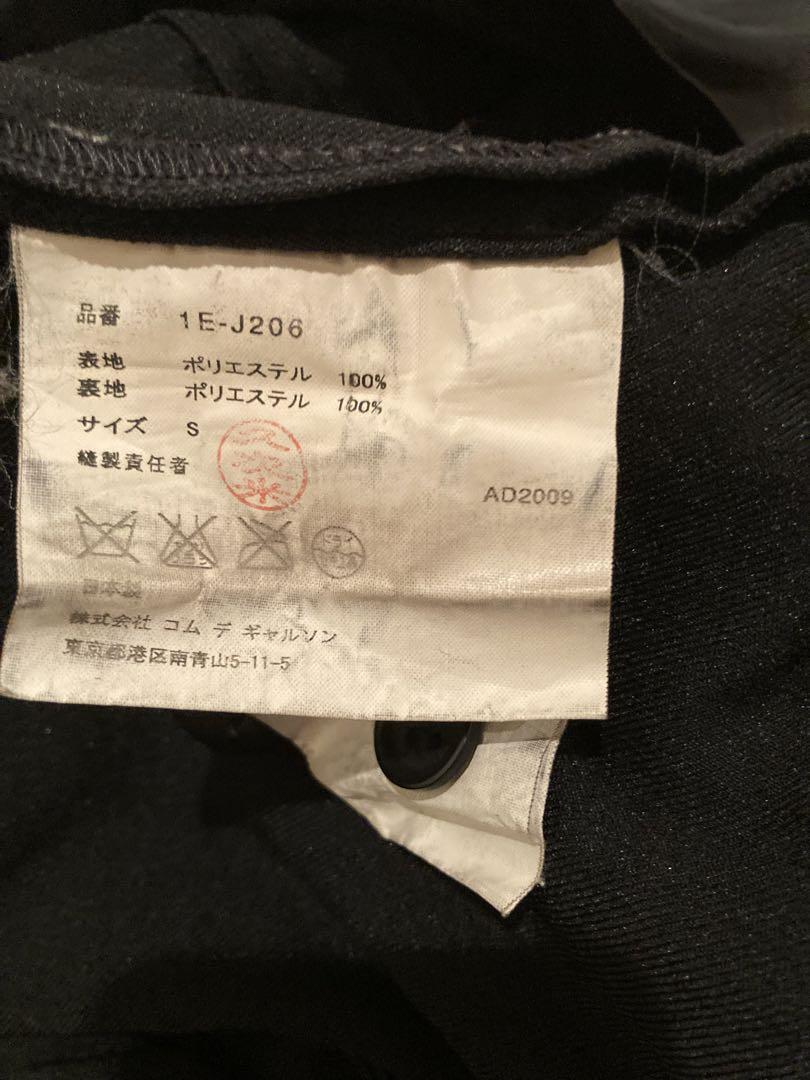 品番 1E-J206
表地 ポリエステル 100%
裏地 ポリエステル 100%
サイズ S
縫製責任者
AD2009
ドライ
日本製
株式会社 コム デ ギャルソン
東京都港区南青山5-11-5